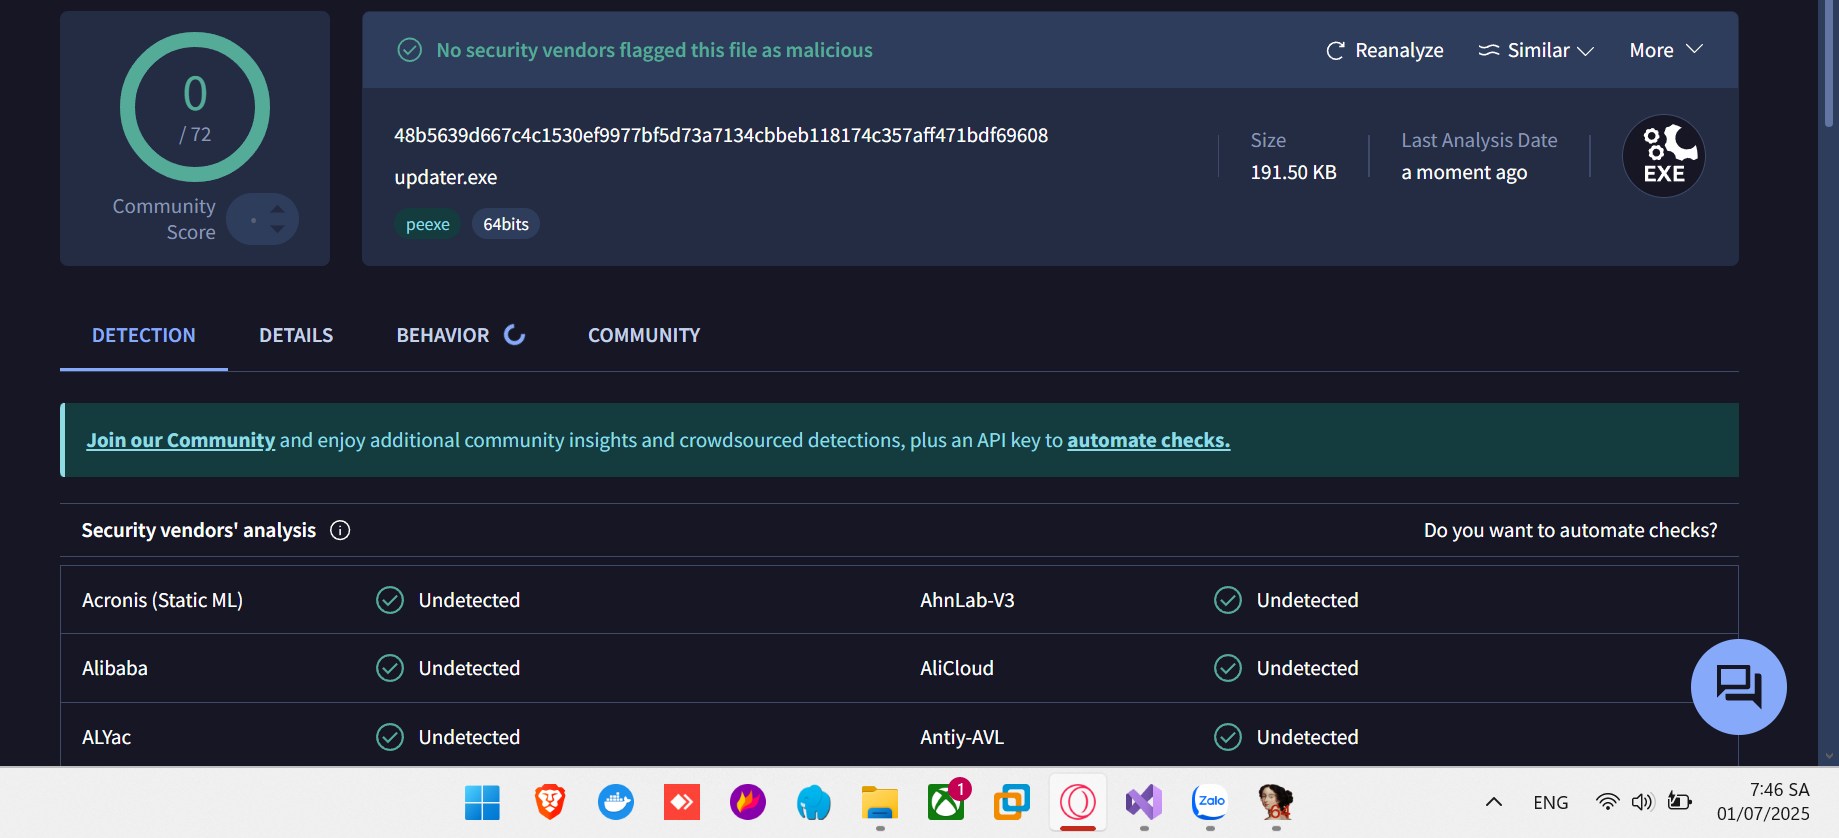 No security vendors flagged this file as malicious
Reanalyze
Similar
More
0
/ 72
Community
Score
48b5639d667c4c1530ef9977bf5d73a7134cbbeb118174c357aff471bdf69608
updater.exe
peexe
64bits
Size
191.50 KB
Last Analysis Date
a moment ago
EXE
DETECTION
DETAILS
BEHAVIOR
COMMUNITY
Join our Community and enjoy additional community insights and crowdsourced detections, plus an API key to automate checks.
Security vendors' analysis
Do you want to automate checks?
Acronis (Static ML)
Undetected
AhnLab-V3
Undetected
Alibaba
Undetected
AliCloud
Undetected
ALYac
Undetected
Antiy-AVL
Undetected
1
Zalo
64
ENG
7:46 SA
01/07/2025